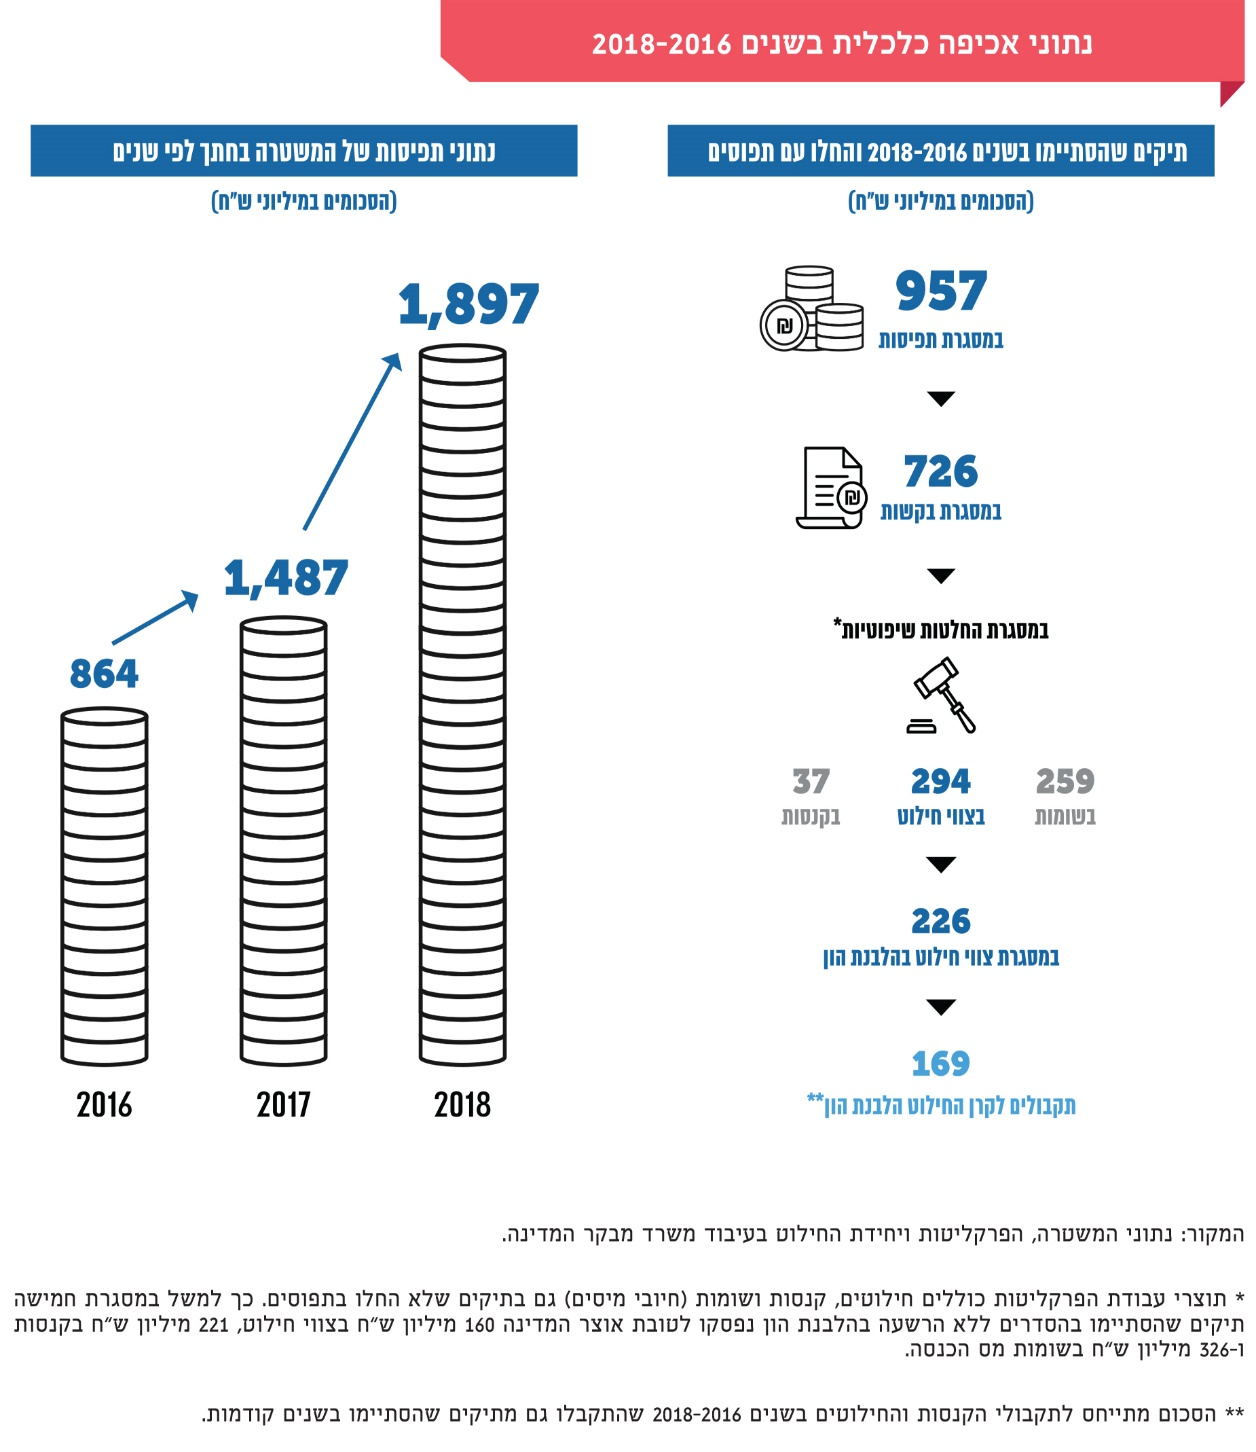 נתוני אכיפה כלכלית בשנים 2018-2016
תיקים שהסתיימו בשנים 2018-2016 והחלו עם תפוסים
(הסכומים במיליוני ש"ח)
957
במסגרת תפיסות
726
במסגרת בקשות
במסגרת החלטות שיפוטיות*
259 294 37
בשומות בצווי חילוט בקנסות
226
במסגרת צווי חילוט בהלבנת הון
169
תקבולים לקרן החילוט הלבנת הון**
נתוני תפיסות של המשטרה בחתך לפי שנים
(הסכומים במיליוני ש"ח)
1,897
1,487
864
2016 2017 2018
המקור: נתוני המשטרה, הפרקליטות ויחידת החילוט בעיבוד משרד מבקר המדינה.
* תוצרי עבודת הפרקליטות כוללים חילוטים, קנסות ושומות (חיובי מיסים) גם בתיקים שלא החלו בתפוסים. כך למשל במסגרת חמישה
תיקים שהסתיימו בהסדרים ללא הרשעה בהלבנת הון נפסקו לטובת אוצר המדינה 160 מיליון ש"ח בצווי חילוט, 221 מיליון ש"ח בקנסות
ו-326 מיליון ש"ח בשומות מס הכנסה.
** הסכום מתייחס לתקבולי הקנסות והחילוטים בשנים 2018-2016 שהתקבלו גם מתיקים שהסתיימו בשנים קודמות.